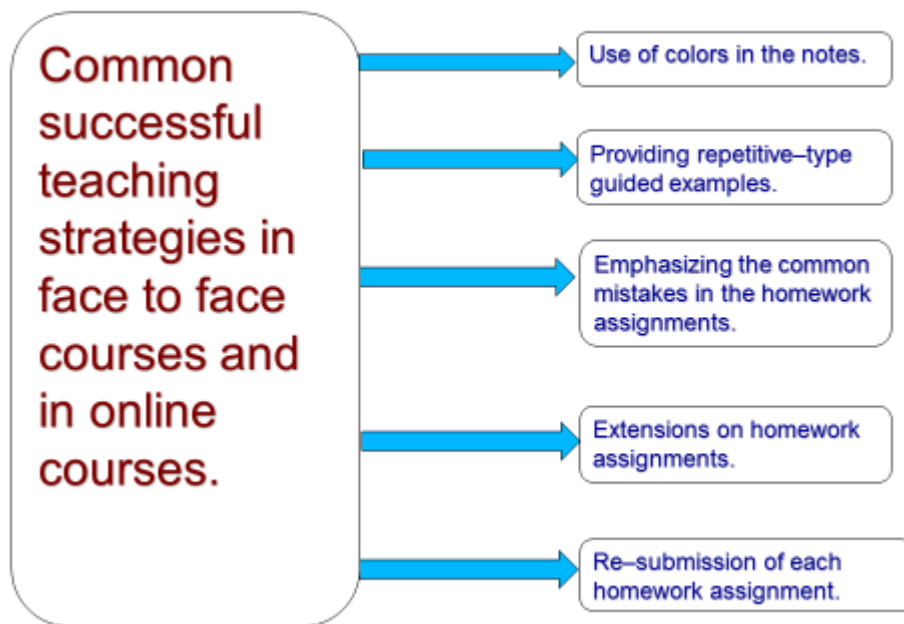 Common
successful
teaching
strategies in
face to face
courses and
in online
courses.
Use of colors in the notes.
Providing repetitive–type
guided examples.
Emphasizing the common
mistakes in the homework
assignments.
Extensions on homework
assignments.
Re–submission of each
homework assignment.